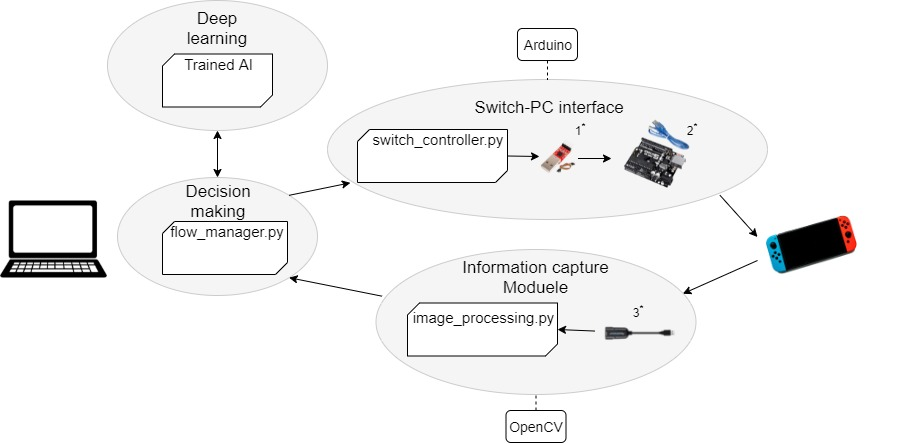 Deep
learning
Trained AI
Arduino
Switch-PC interface
switch_controller.py
1*
2*
Decision
making
flow_manager.py
Information capture
Moduele
image_processing.py
3*
OpenCV